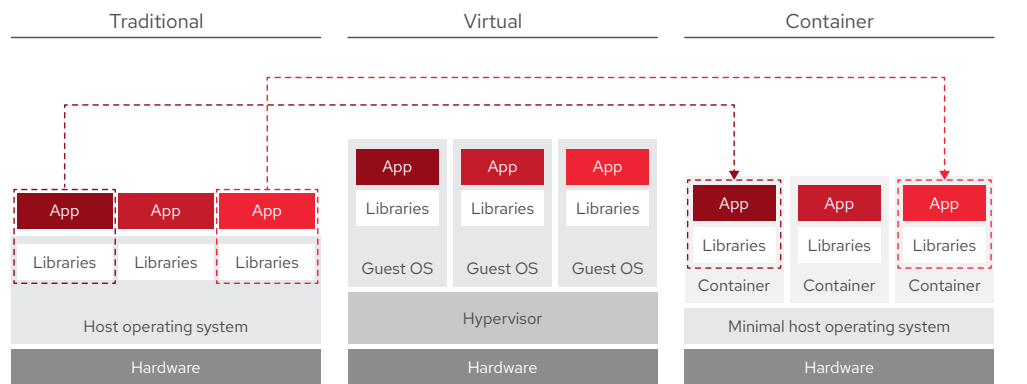 Traditional
App App App
Libraries Libraries Libraries
Host operating system
Hardware
Virtual
App App App
Libraries Libraries Libraries
Guest OS Guest OS Guest OS
Hypervisor
Hardware
Container
App App App
Libraries Libraries Libraries
Container Container Container
Minimal host operating system
Hardware